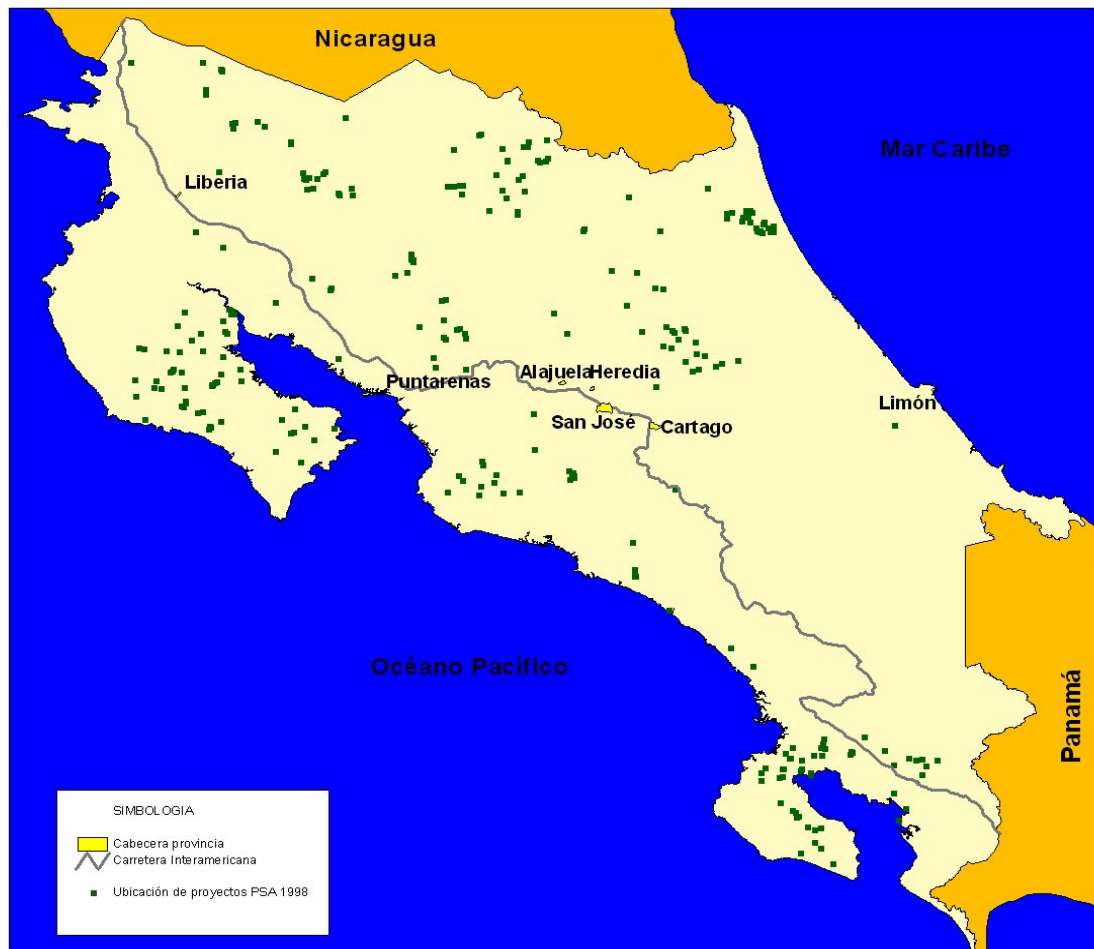 Nicaragua
Mar Caribe
Liberia
Alajuela
Heredia
Puntarenas
San José
Cartago
Limón
Océano Pacífico
Panamá
SIMBOLOGIA
Cabecera provincia
Carretera Interamericana
Ubicación de proyectos PSA 1998